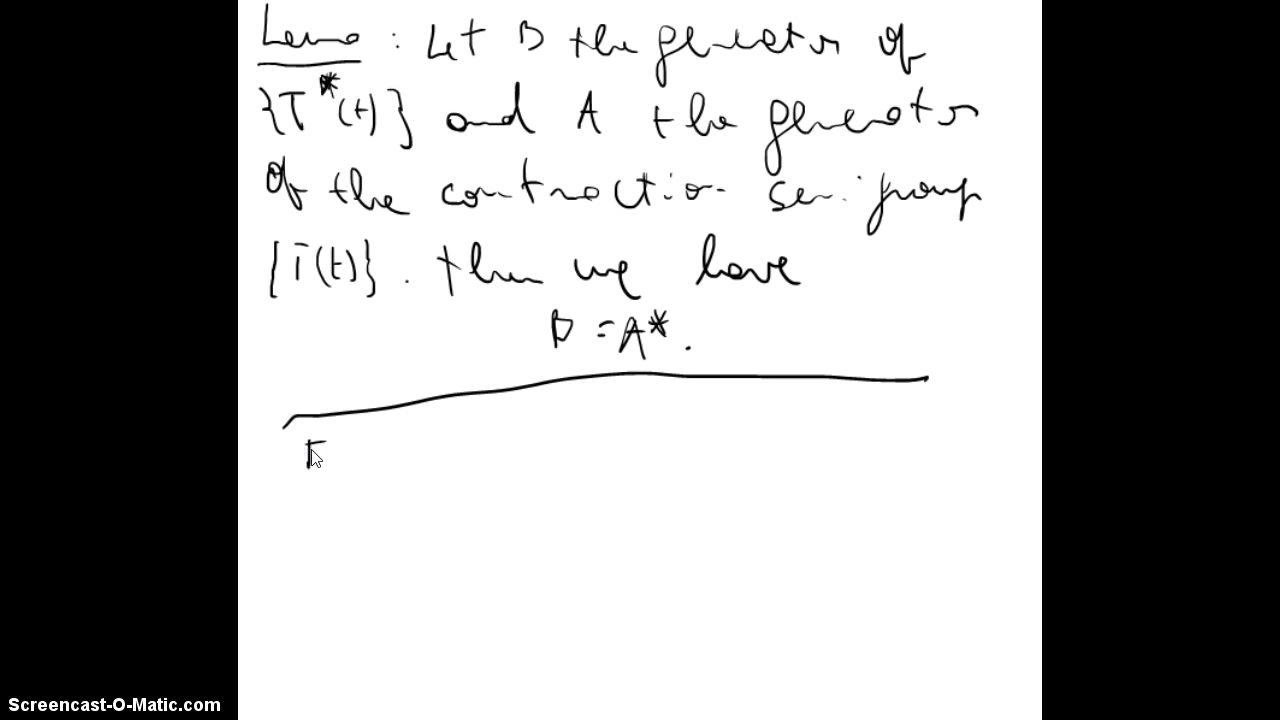 Lemma : Let B the generator of
{T*(t)} and A the generator
of the contraction semigroup
{T(t)}. then we have
B = A*.
F
Screencast-O-Matic.com